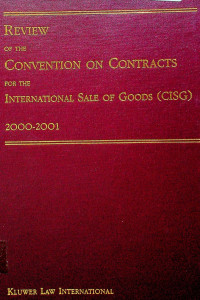 REVIEW
OF THE
CONVENTION ON CONTRACTS
FOR THE
INTERNATIONAL SALE OF GOODS (CISG)
2000-2001
KLUWER LAW INTERNATIONAL